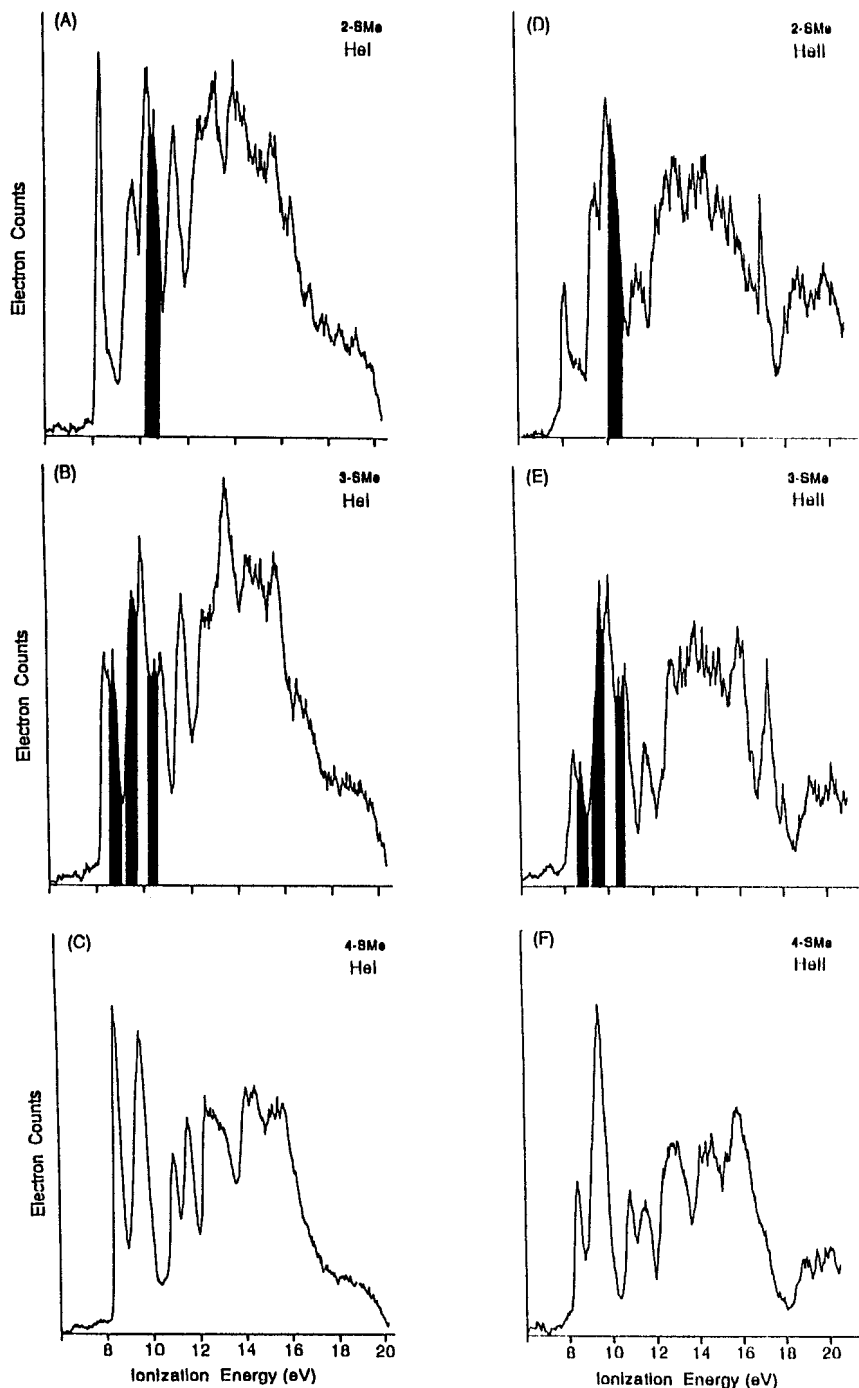 (A)
2-SMe
HeI
Electron Counts
(D)
2-SMe
HeII
(B)
3-SMe
HeI
Electron Counts
(E)
3-SMe
HeII
(C)
4-SMe
HeI
Electron Counts
8 10 12 14 16 18 20
Ionization Energy (eV)
(F)
4-SMe
HeII
8 10 12 14 16 18 20
Ionization Energy (eV)